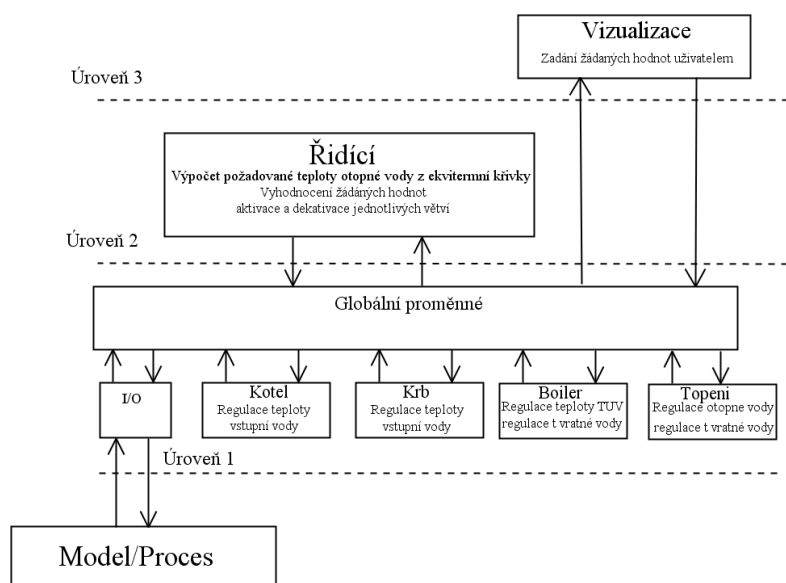 Vizualizace
Zadání žádaných hodnot uživatelem
Úroveň 3
Řidící
Výpočet požadované teploty otopné vody z ekvitermní křivky
Vyhodnocení žádáných hodnot
aktivace a dekativace jednotlivých větví
Úroveň 2
Globální proměnné
I/O
Kotel
Regulace teploty
vstupní vody
Krb
Regulace teploty
vstupní vody
Boiler
Regulace teploty TUV
regulace t vratné vody
Topeni
Regulace otopne vody
regulace t vratné vody
Úroveň 1
Model/Proces